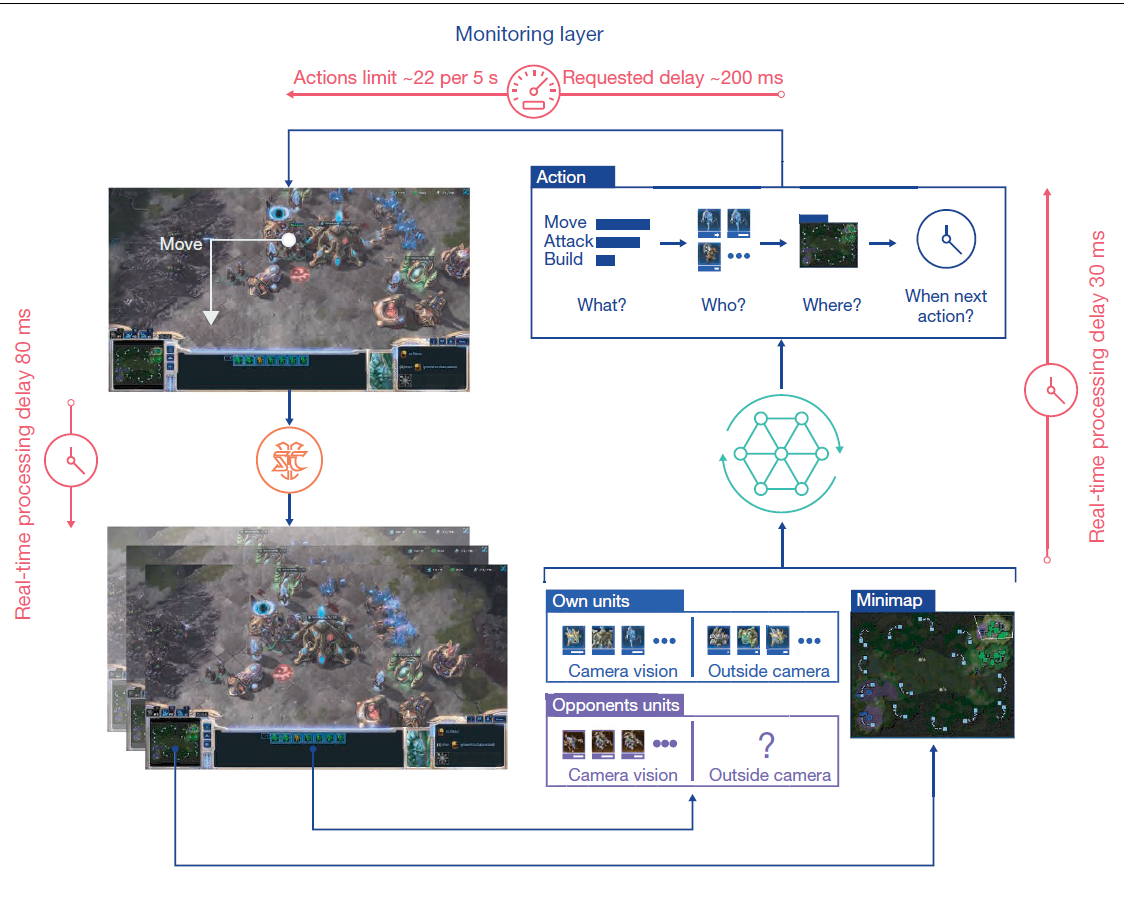 Monitoring layer
Actions limit ~22 per 5 s
Requested delay ~200 ms
Action
Move
Attack
Build
What?
Who?
Where?
When next
action?
Move
Real-time processing delay 80 ms
Real-time processing delay 30 ms
Own units
Camera vision
Outside camera
Opponents units
?
Camera vision
Outside camera
Minimap